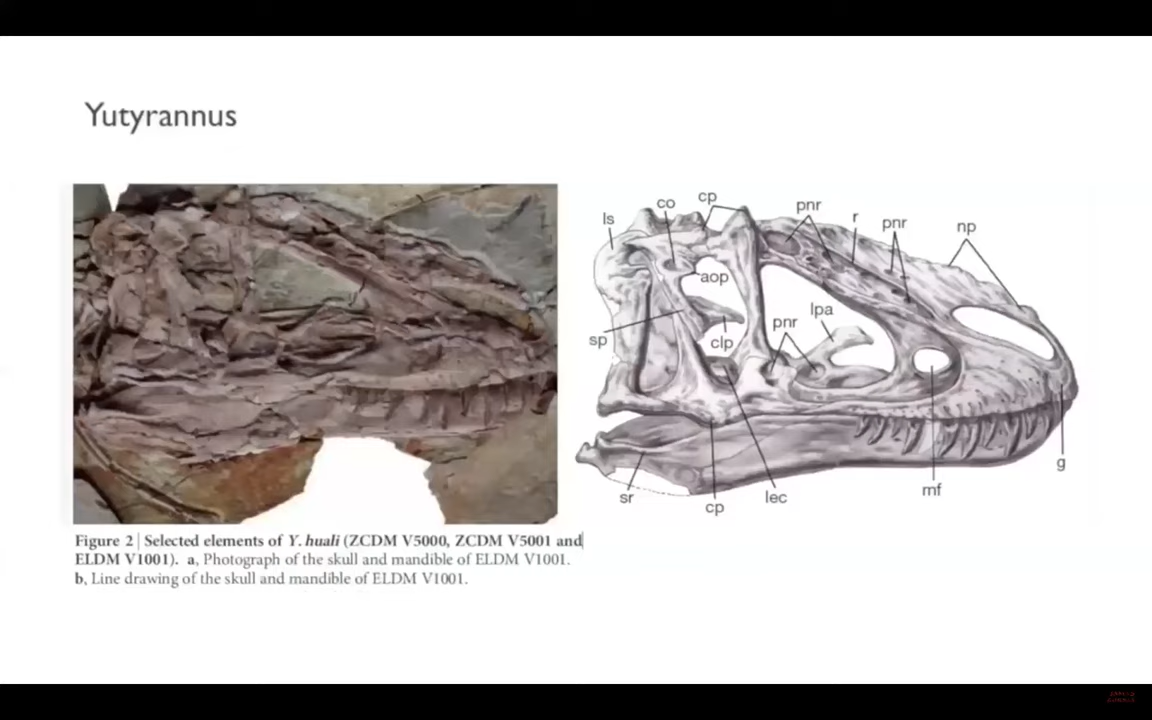 Yutyrannus
ls
co
cp
pnr
r
pnr
np
aop
lpa
pnr
sp
clp
sr
cp
lec
mf
g
Figure 2 | Selected elements of Y. huali (ZCDM V5000, ZCDM V5001 and
ELDM V1001). a, Photograph of the skull and mandible of ELDM V1001.
b, Line drawing of the skull and mandible of ELDM V1001.